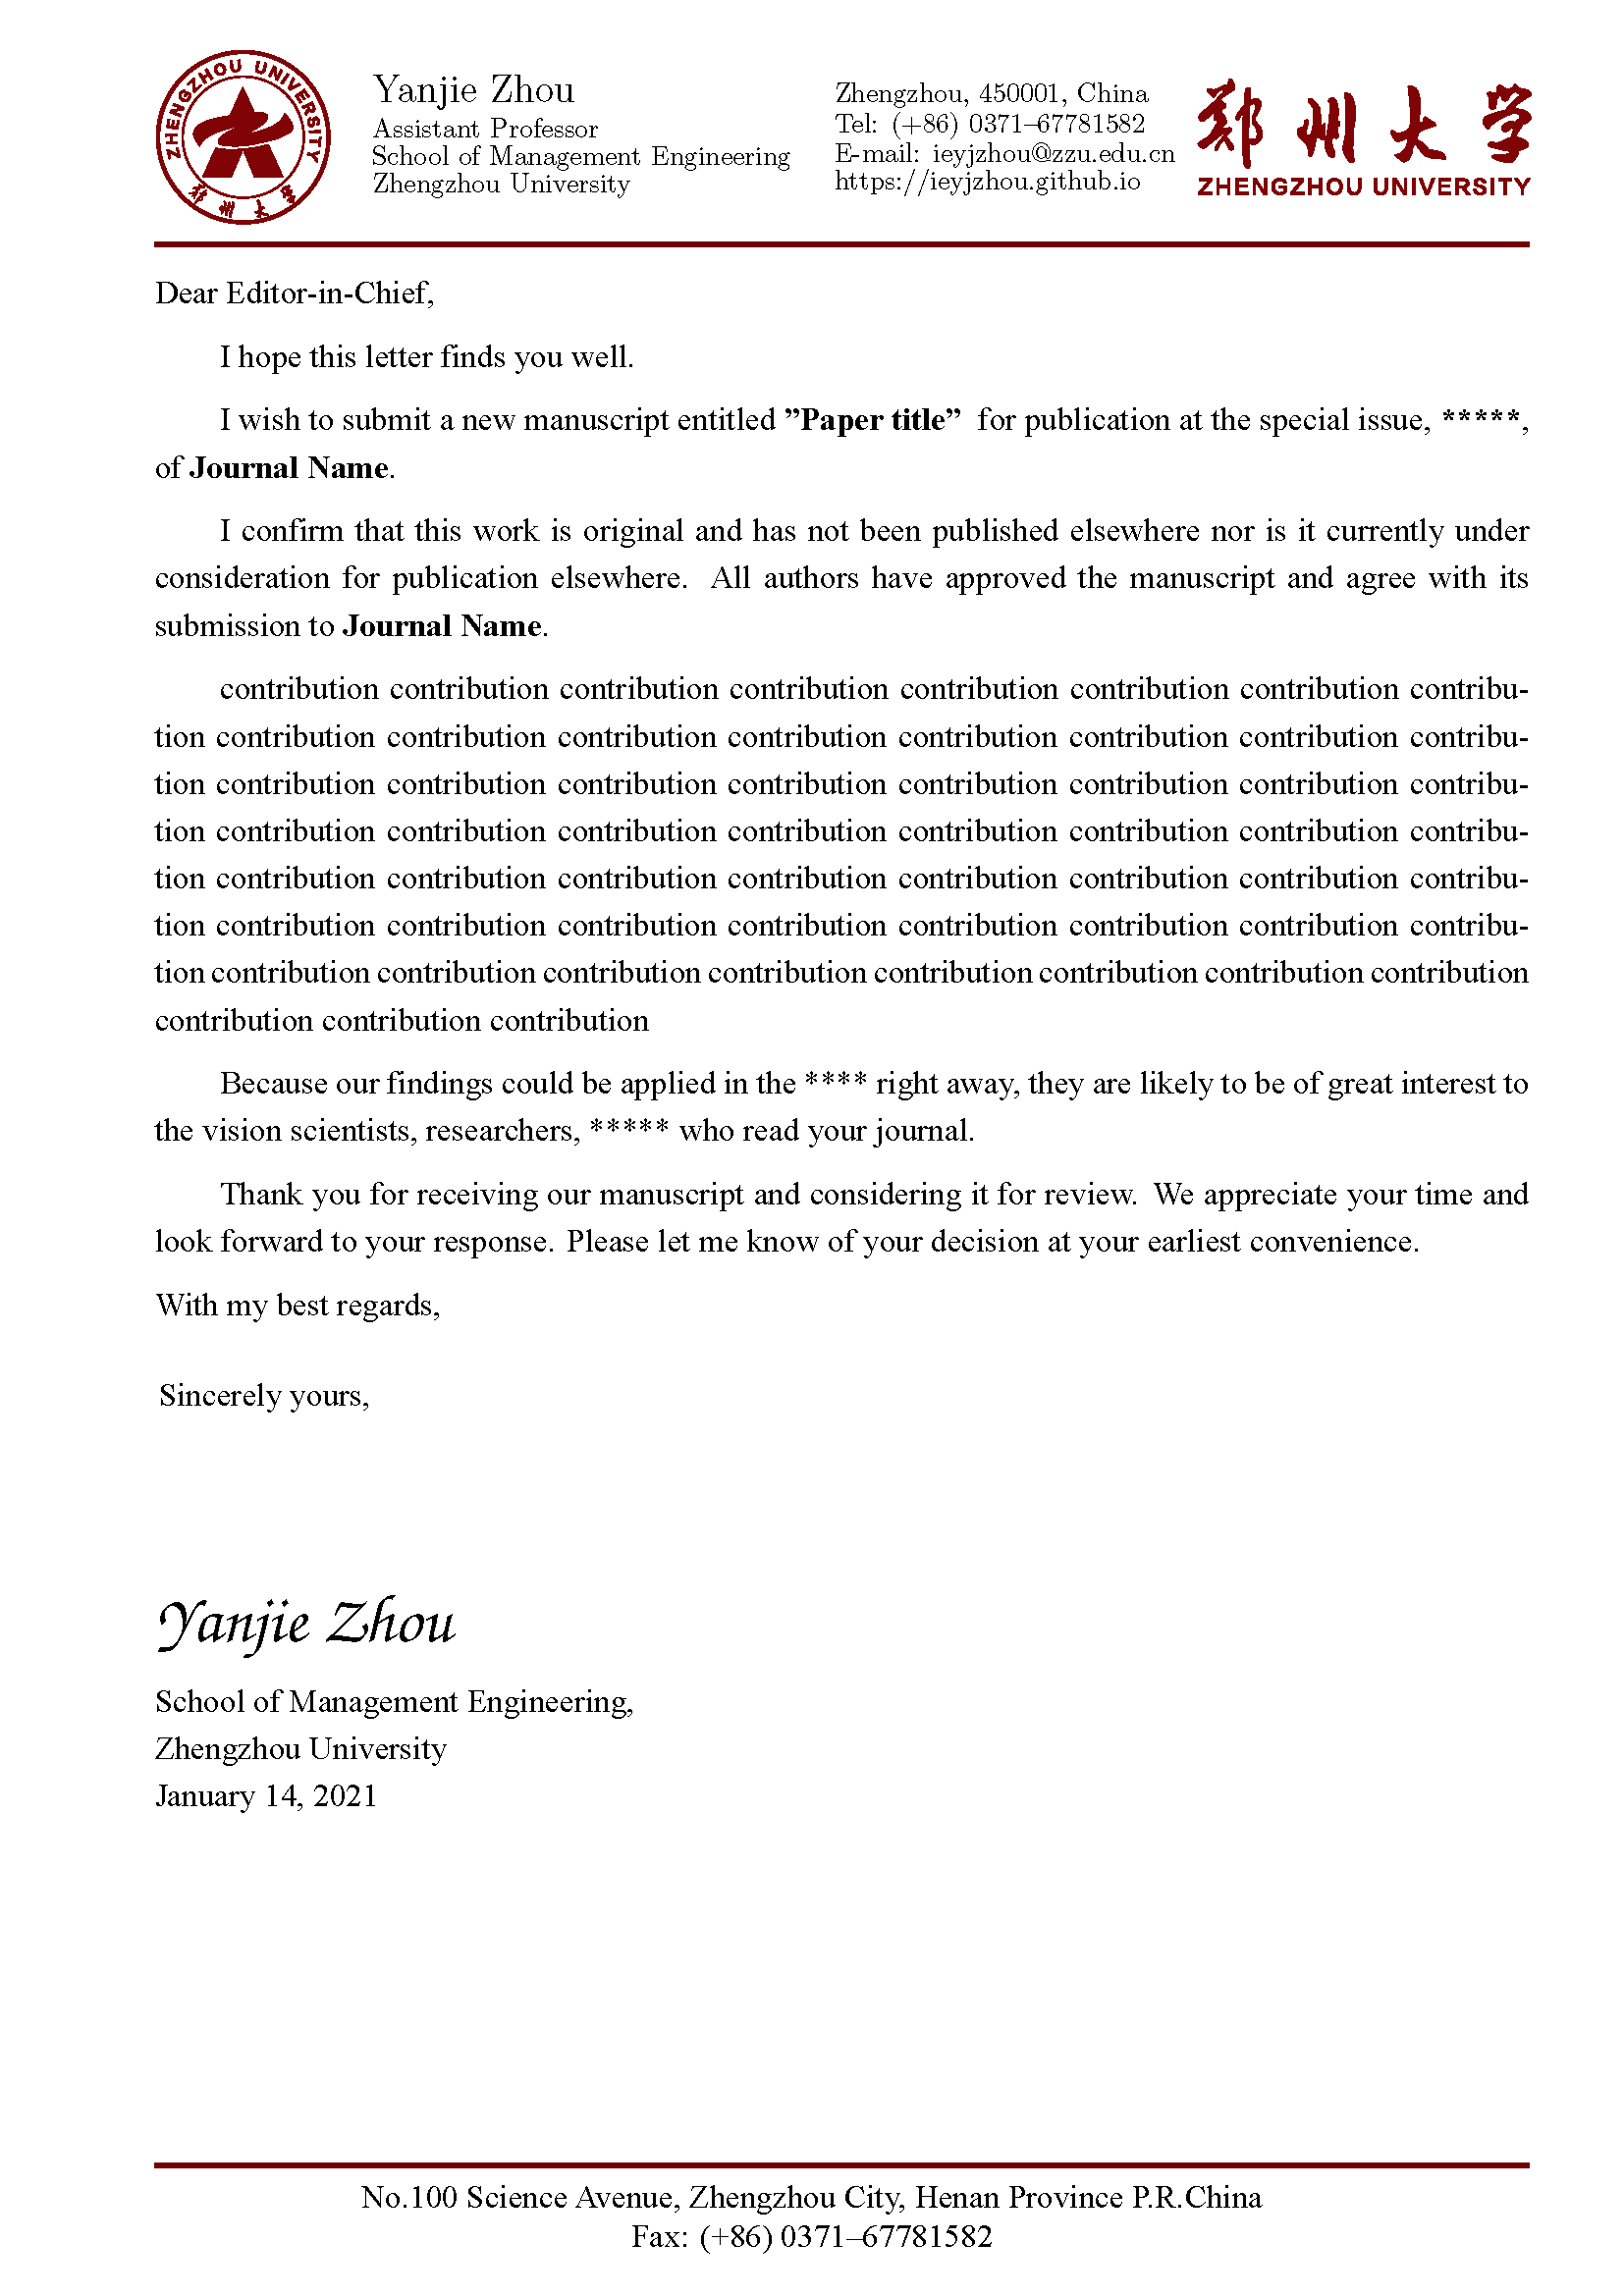 ZHENGZHOU UNIVERSITY
郑州大学
Yanjie Zhou
Assistant Professor
School of Management Engineering
Zhengzhou University
Zhengzhou, 450001, China
Tel: (+86) 0371–67781582
E-mail: ieyjzhou@zzu.edu.cn
https://ieyjzhou.github.io
郑州大学
ZHENGZHOU UNIVERSITY
Dear Editor-in-Chief,
I hope this letter finds you well.
I wish to submit a new manuscript entitled ”Paper title” for publication at the special issue, *****,
of Journal Name.
I confirm that this work is original and has not been published elsewhere nor is it currently under
consideration for publication elsewhere. All authors have approved the manuscript and agree with its
submission to Journal Name.
contribution contribution contribution contribution contribution contribution contribution contribu-
tion contribution contribution contribution contribution contribution contribution contribution contribu-
tion contribution contribution contribution contribution contribution contribution contribution contribu-
tion contribution contribution contribution contribution contribution contribution contribution contribu-
tion contribution contribution contribution contribution contribution contribution contribution contribu-
tion contribution contribution contribution contribution contribution contribution contribution contribu-
tion contribution contribution contribution contribution contribution contribution contribution contribution
contribution contribution contribution
Because our findings could be applied in the **** right away, they are likely to be of great interest to
the vision scientists, researchers, ***** who read your journal.
Thank you for receiving our manuscript and considering it for review. We appreciate your time and
look forward to your response. Please let me know of your decision at your earliest convenience.
With my best regards,
Sincerely yours,
Yanjie Zhou
School of Management Engineering,
Zhengzhou University
January 14, 2021
No.100 Science Avenue, Zhengzhou City, Henan Province P.R.China
Fax: (+86) 0371–67781582